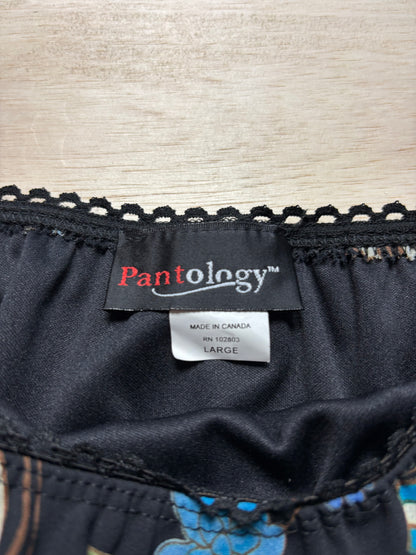 Pantology™
MADE IN CANADA
RN 102803
LARGE